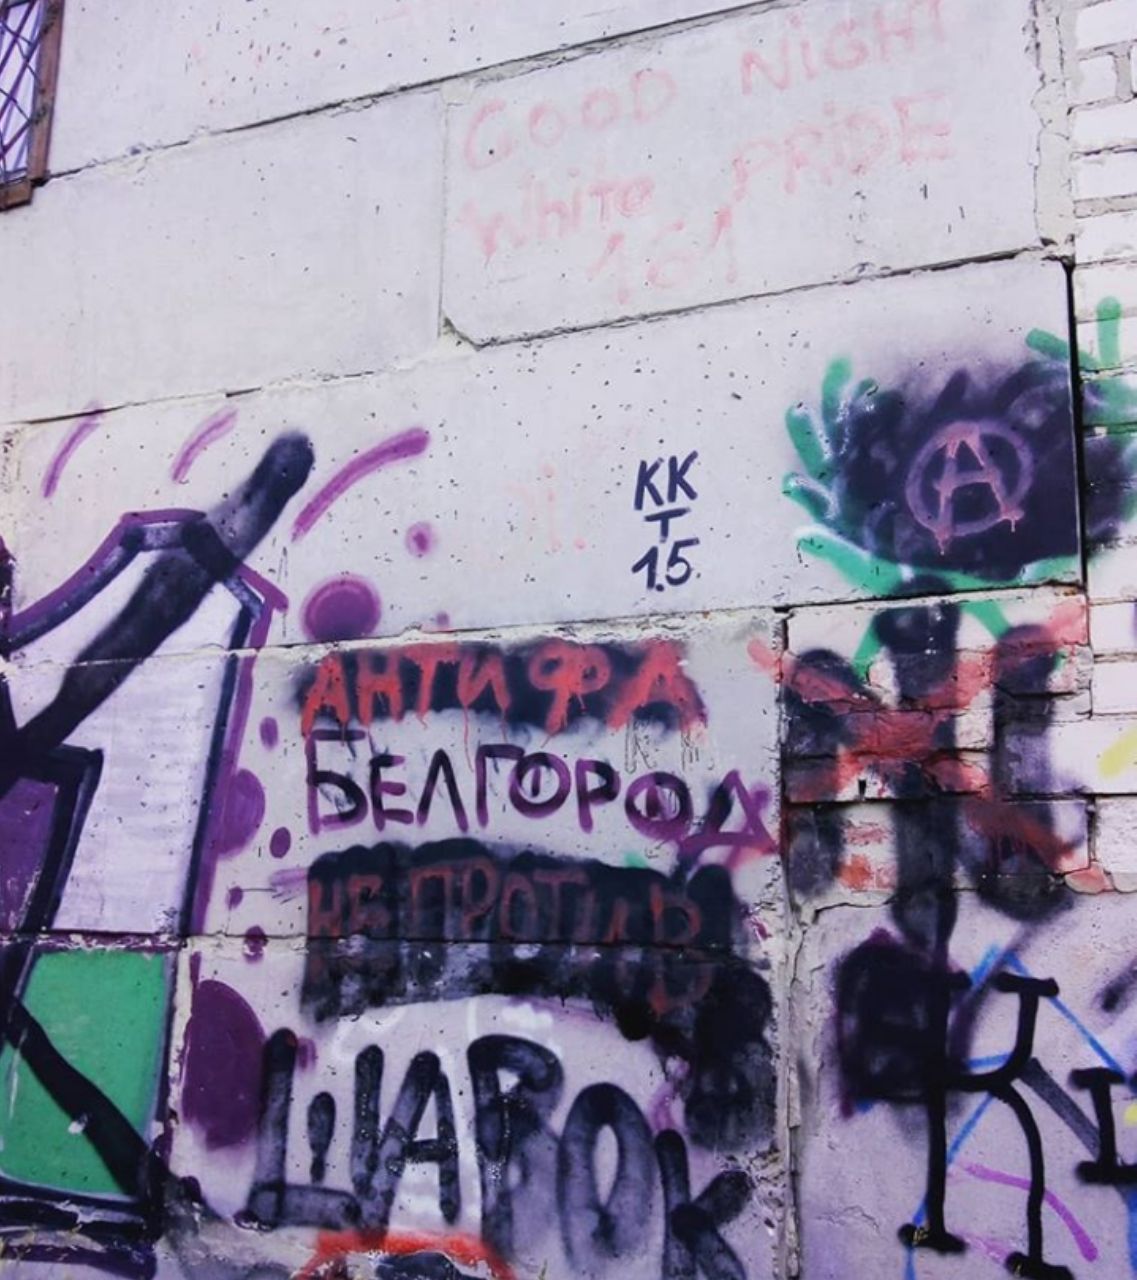 GOOD NIGHT
White PRIDE
161
A
KK
T
1.5
АНТИФА
БЕЛГОРОД
НЕ ПРОТИВ